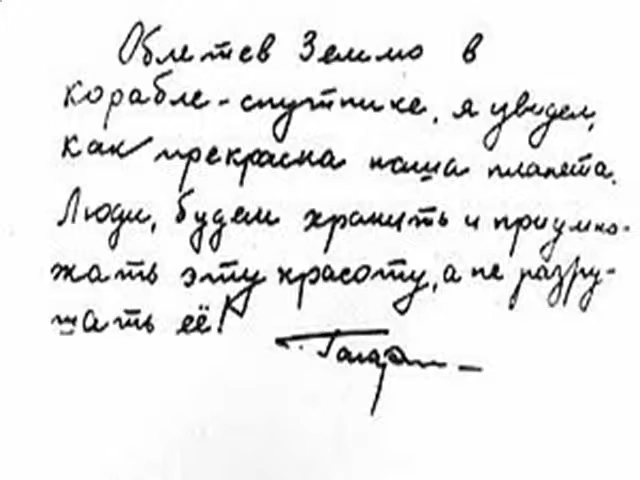 Облетев Землю в
корабле-спутнике, я увидел,
как прекрасна наша планета.
Люди, будем хранить и приумно-
жать эту красоту, а не разру-
шать её!
Гагарин